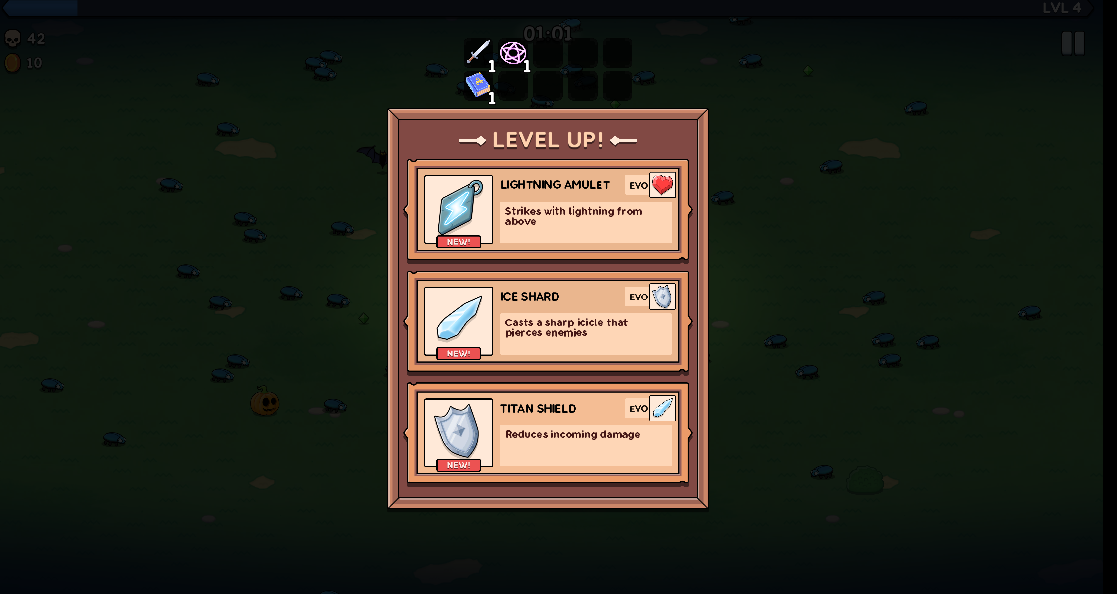 LVL 4
42
01:01
10
1
1
1
LEVEL UP!
LIGHTNING AMULET
EVO
Strikes with lightning from
above
NEW!
ICE SHARD
EVO
Casts a sharp icicle that
pierces enemies
NEW!
TITAN SHIELD
EVO
Reduces incoming damage
NEW!